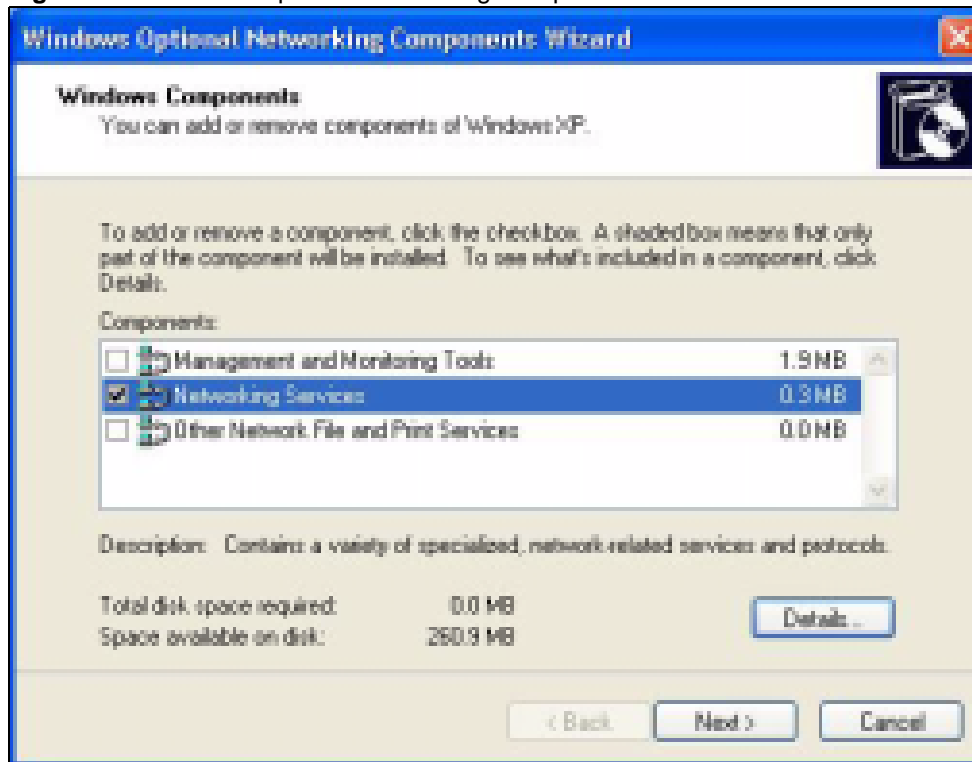 Windows Optional Networking Components Wizard
Windows Components
You can add or remove components of Windows XP.
To add or remove a component, click the checkbox. A shaded box means that only
part of the component will be installed. To see what's included in a component, click
Details.
Components:
Management and Monitoring Tools 1.9 MB
Networking Services 0.3 MB
Other Network File and Print Services 0.0 MB
Description: Contains a variety of specialized, network-related services and protocols.
Total disk space required: 0.0 MB
Space available on disk: 260.9 MB
Details...
< Back
Next >
Cancel